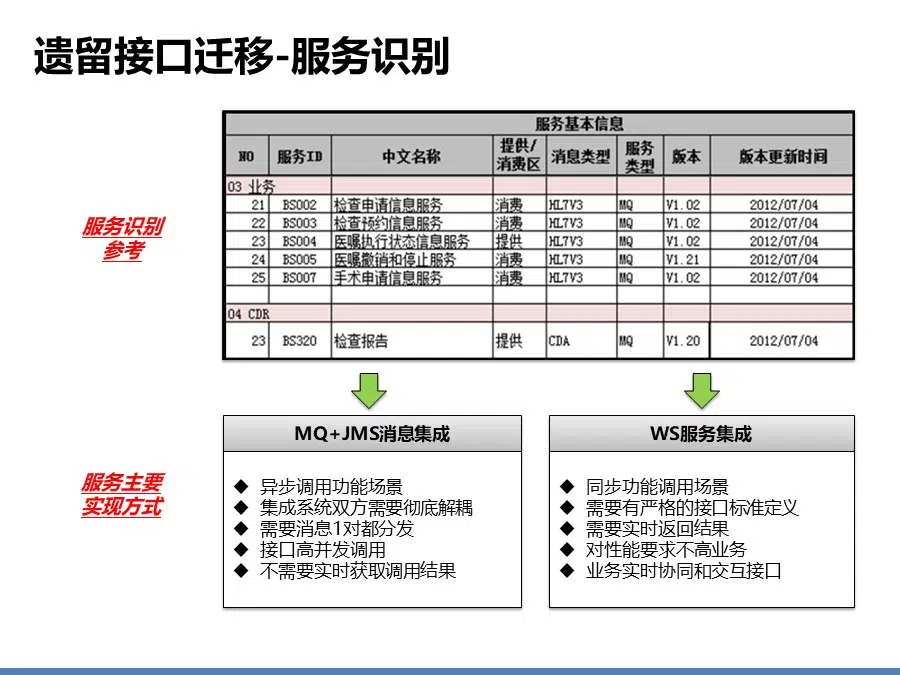 遗留接口迁移-服务识别
服务基本信息
NO 服务ID 中文名称 提供/消费区 消息类型 服务类型 版本 版本更新时间
03 业务
21 BS002 检查申请信息服务 消费 HL7V3 MQ V1.02 2012/07/04
22 BS003 检查预约信息服务 消费 HL7V3 MQ V1.02 2012/07/04
23 BS004 医嘱执行状态信息服务 提供 HL7V3 MQ V1.02 2012/07/04
24 BS005 医嘱撤销和停止服务 消费 HL7V3 MQ V1.21 2012/07/04
25 BS007 手术申请信息服务 消费 HL7V3 MQ V1.02 2012/07/04
04 CDR
23 BS320 检查报告 提供 CDA MQ V1.20 2012/07/04
服务识别
参考
MQ+JMS消息集成
◆ 异步调用功能场景
◆ 集成系统双方需要彻底解耦
◆ 需要消息1对都分发
◆ 接口高并发调用
◆ 不需要实时获取调用结果
WS服务集成
◆ 同步功能调用场景
◆ 需要有严格的接口标准定义
◆ 需要实时返回结果
◆ 对性能要求不高业务
◆ 业务实时协同和交互接口
服务主要
实现方式